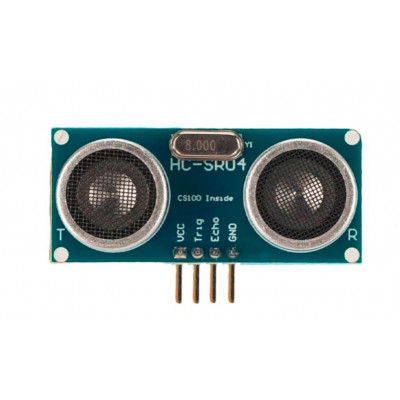 8.000
Y1
HC-SR04
CS100 Inside
VCC
Trig
Echo
GND
T
R